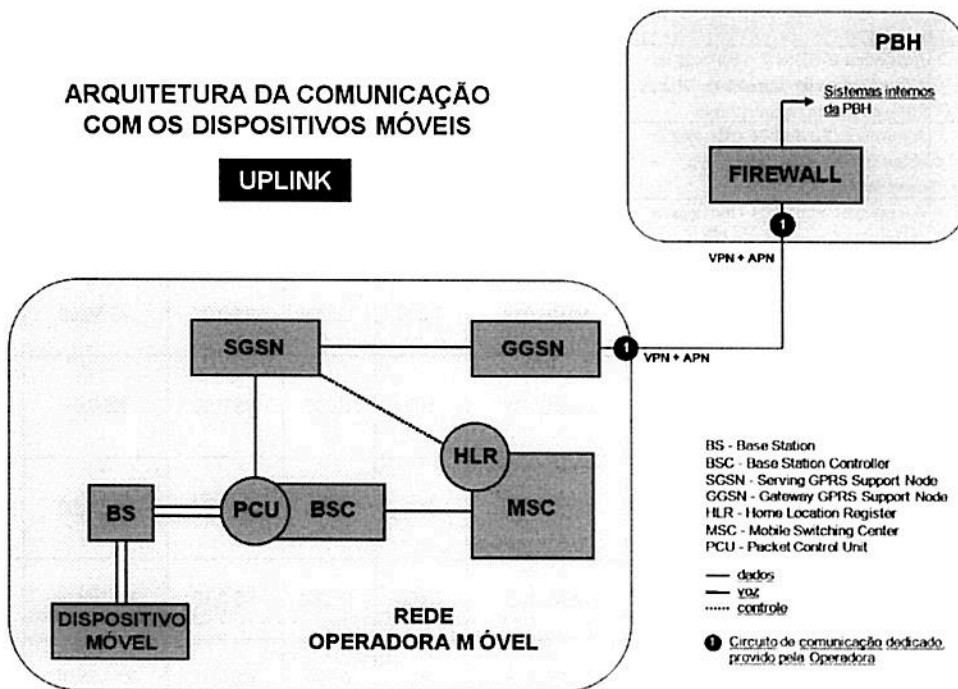 ARQUITETURA DA COMUNICAÇÃO
COM OS DISPOSITIVOS MÓVEIS
UPLINK
PBH
Sistemas internos
da PBH
FIREWALL
1
VPN + APN
SGSN
GGSN
1
VPN + APN
HLR
MSC
BS
PCU
BSC
DISPOSITIVO
MÓVEL
REDE
OPERADORA MÓVEL
BS - Base Station
BSC - Base Station Controller
SGSN - Serving GPRS Support Node
GGSN - Gateway GPRS Support Node
HLR - Home Location Register
MSC - Mobile Switching Center
PCU - Packet Control Unit
dados
voz
controle
1 Circuito de comunicação dedicado
provido pela Operadora